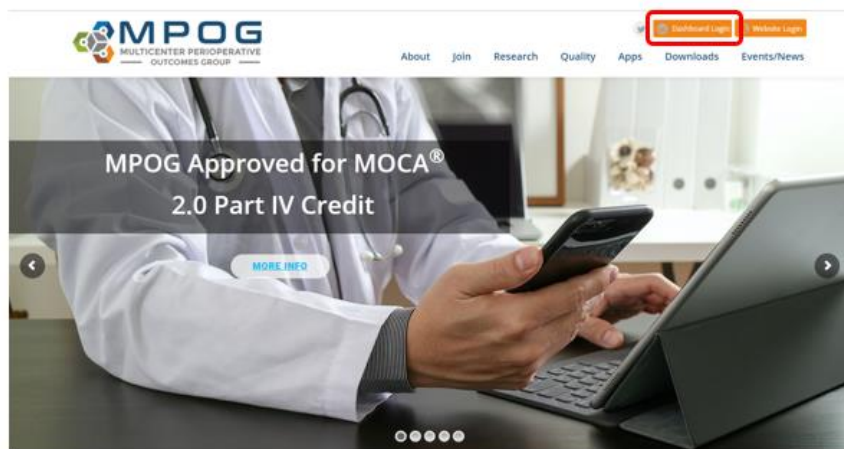 MPOG
MULTICENTER PERIOPERATIVE
OUTCOMES GROUP
Dashboard Login
Website Login
About Join Research Quality Apps Downloads Events/News
MPOG Approved for MOCA®
2.0 Part IV Credit
MORE INFO